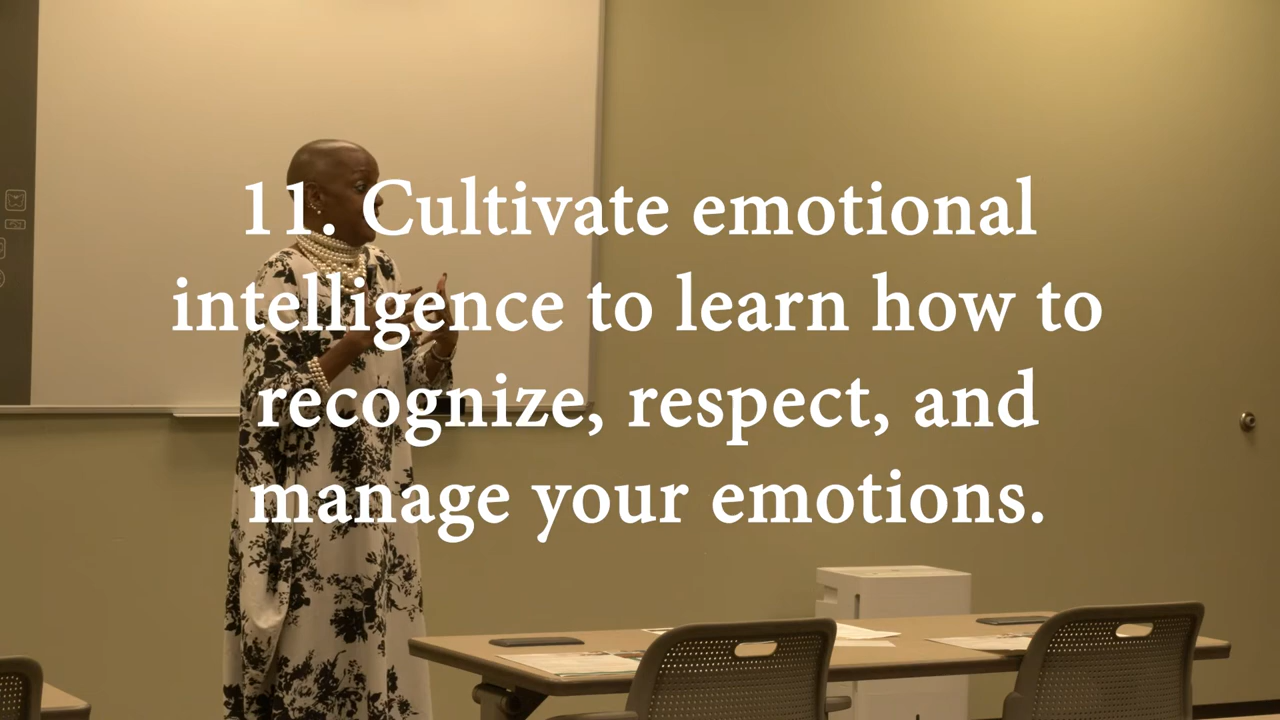 11. Cultivate emotional
intelligence to learn how to
recognize, respect, and
manage your emotions.